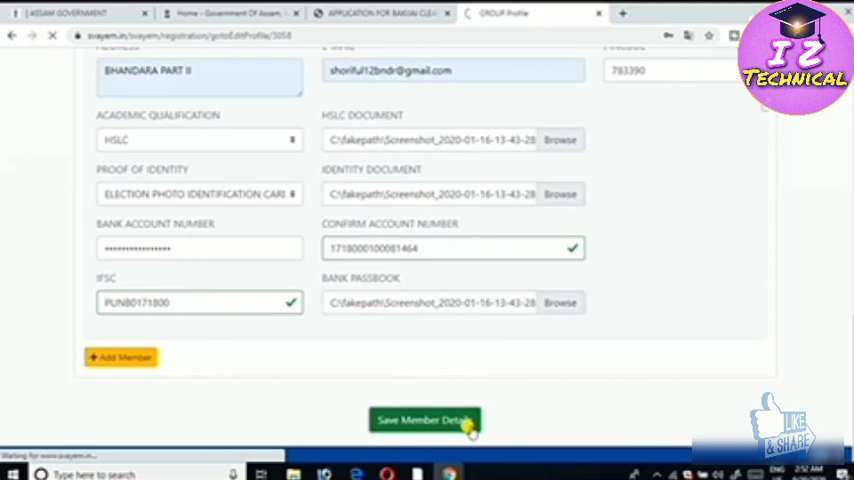 [ ASSAM GOVERNMENT
Home - Government Of Assam,
APPLICATION FOR BAKIJAI CLE
GROUP Profile
svayem.in/svayem/registration/gotoEditProfile/3058
I Z
TECHNICAL
ADDRESS
BHANDARA PART II
shoriful12bndr@gmail.com
783390
ACADEMIC QUALIFICATION
HSLC DOCUMENT
HSLC
C:\fakepath\Screenshot_2020-01-16-13-43-28
Browse
PROOF OF IDENTITY
IDENTITY DOCUMENT
ELECTION PHOTO IDENTIFICATION CARI
C:\fakepath\Screenshot_2020-01-16-13-43-28
Browse
BANK ACCOUNT NUMBER
CONFIRM ACCOUNT NUMBER
1718000100081464
IFSC
BANK PASSBOOK
PUNB0171800
C:\fakepath\Screenshot_2020-01-16-13-43-28
Browse
+ Add Member
Save Member Details
LIKE
& SHARE
Waiting for www.svayem.in...
Type here to search
ENG
2:52 AM